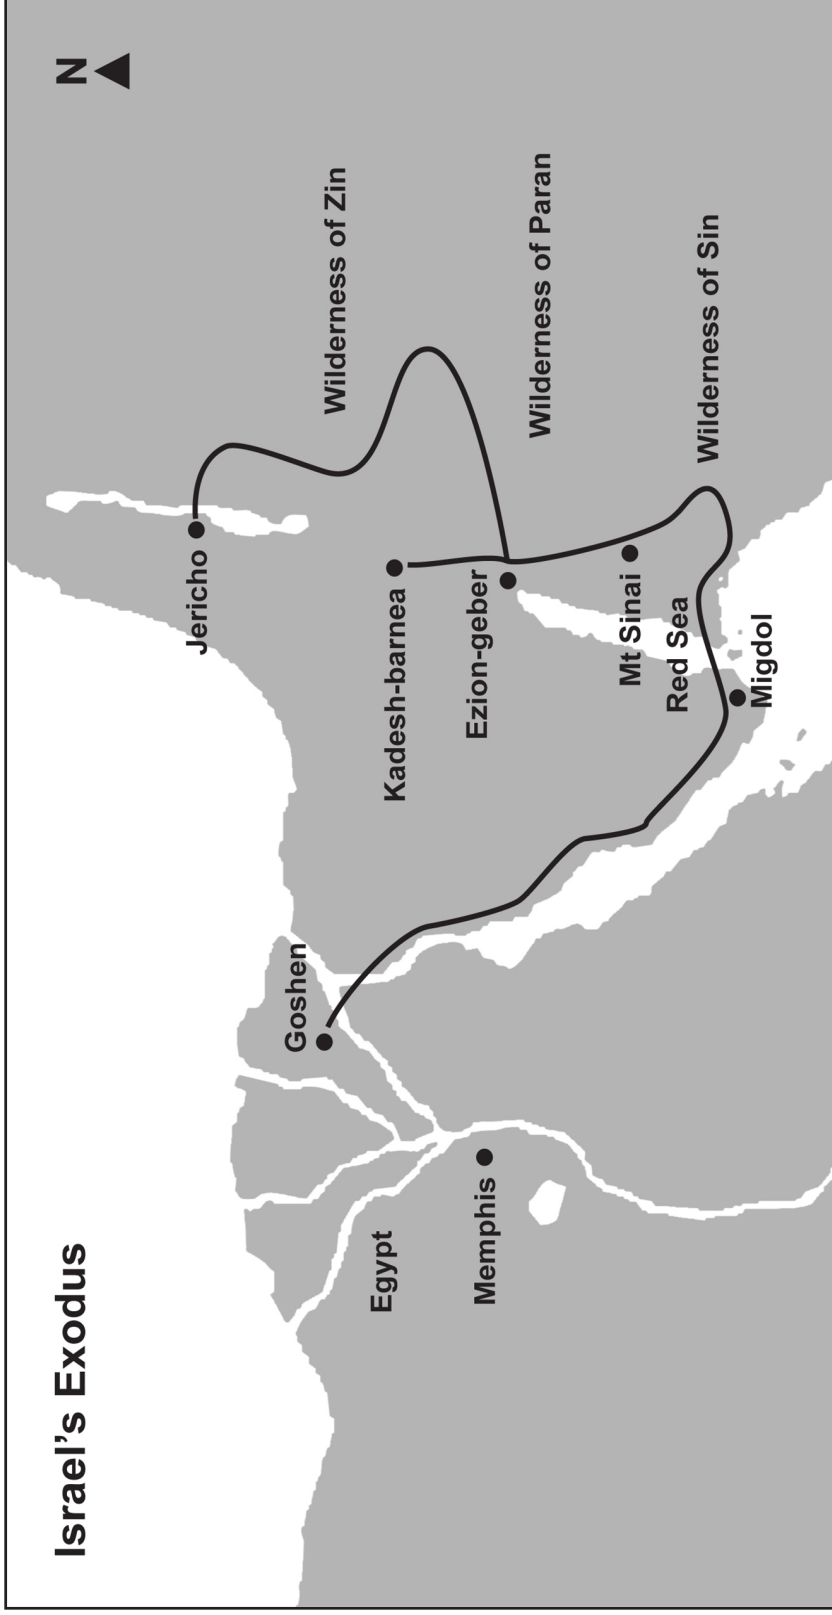 Israel's Exodus
N
Jericho
Wilderness of Zin
Goshen
Kadesh-barnea
Egypt
Ezion-geber
Wilderness of Paran
Memphis
Mt Sinai
Red Sea
Wilderness of Sin
Migdol